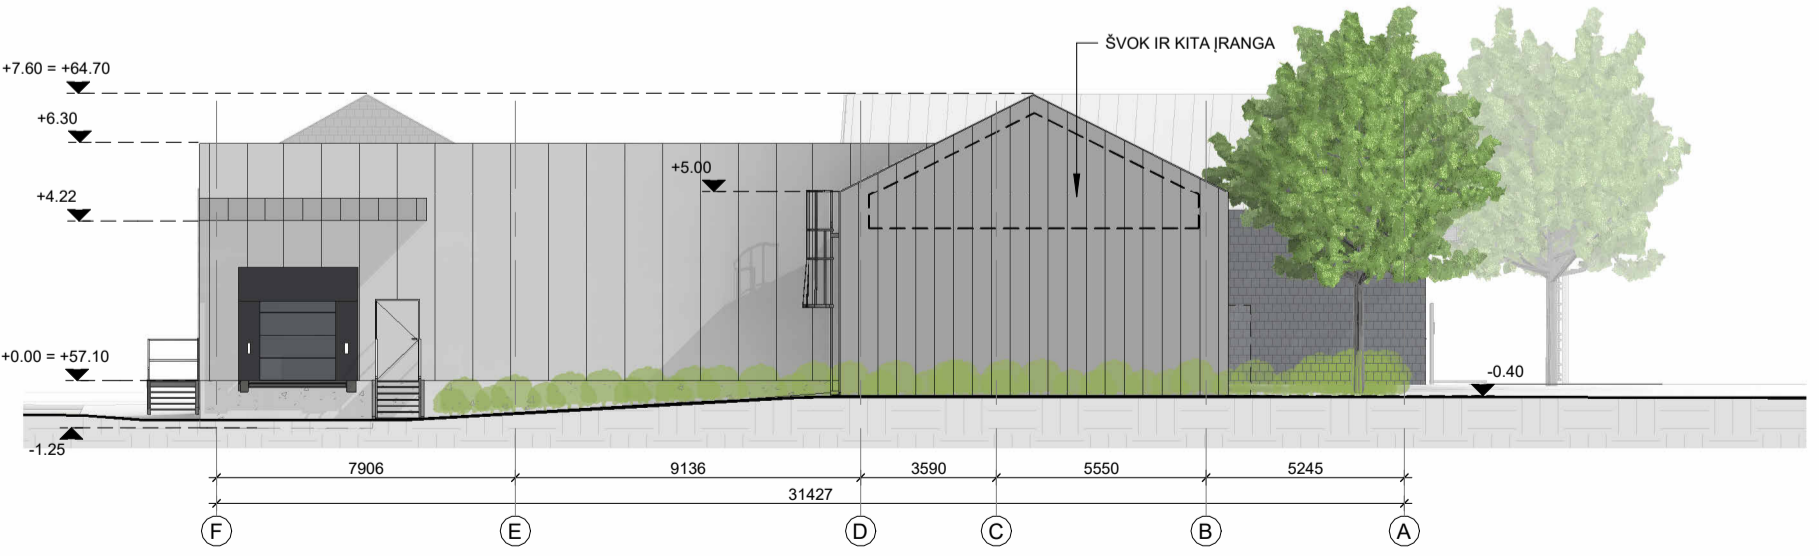 ŠVOK IR KITA ĮRANGA
+7.60 = +64.70
+6.30
+5.00
+4.22
+0.00 = +57.10
-0.40
-1.25
7906
9136
3590
5550
5245
31427
F
E
D
C
B
A